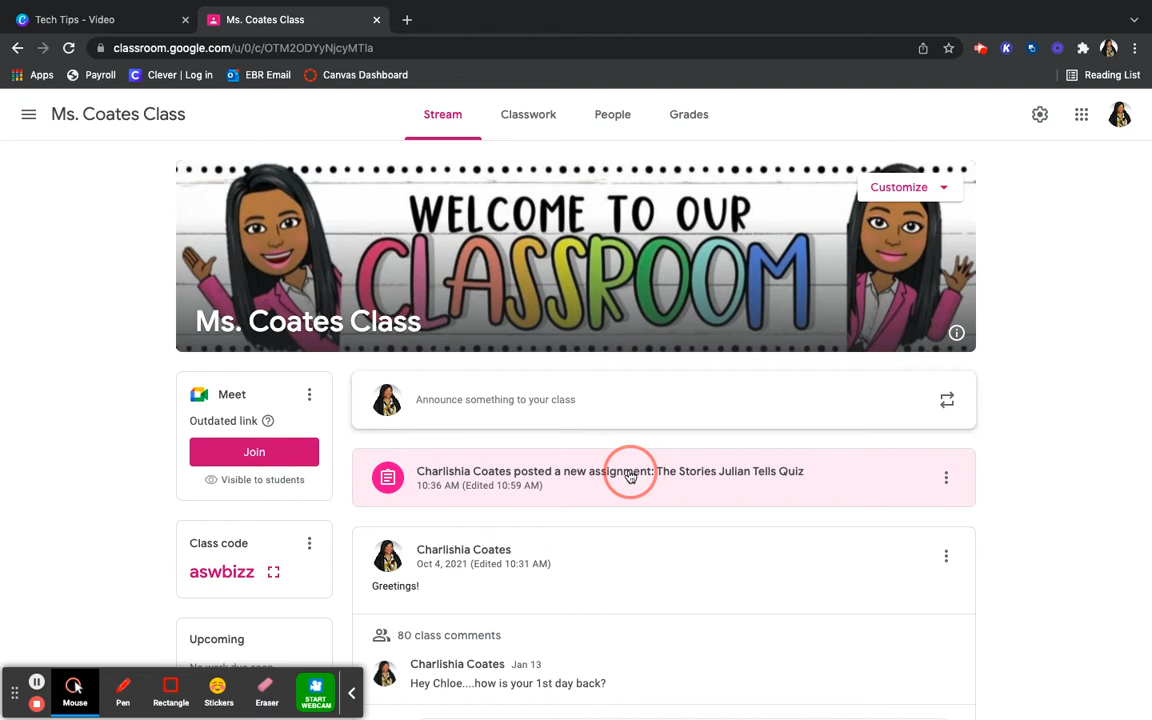 Tech Tips - Video
Ms. Coates Class
classroom.google.com/u/0/c/OTM2ODYyNjcyMTIa
Apps
Payroll
Clever | Log in
EBR Email
Canvas Dashboard
Reading List
Ms. Coates Class
Stream
Classwork
People
Grades
Customize
WELCOME TO OUR
CLASSROOM
Ms. Coates Class
Meet
Outdated link
Join
Visible to students
Announce something to your class
Charlishia Coates posted a new assignment: The Stories Julian Tells Quiz
10:36 AM (Edited 10:59 AM)
Class code
aswbizz
Charlishia Coates
Oct 4, 2021 (Edited 10:31 AM)
Greetings!
Upcoming
80 class comments
Charlishia Coates Jan 13
Hey Chloe....how is your 1st day back?
Mouse
Pen
Rectangle
Stickers
Eraser
START
WEBCAM